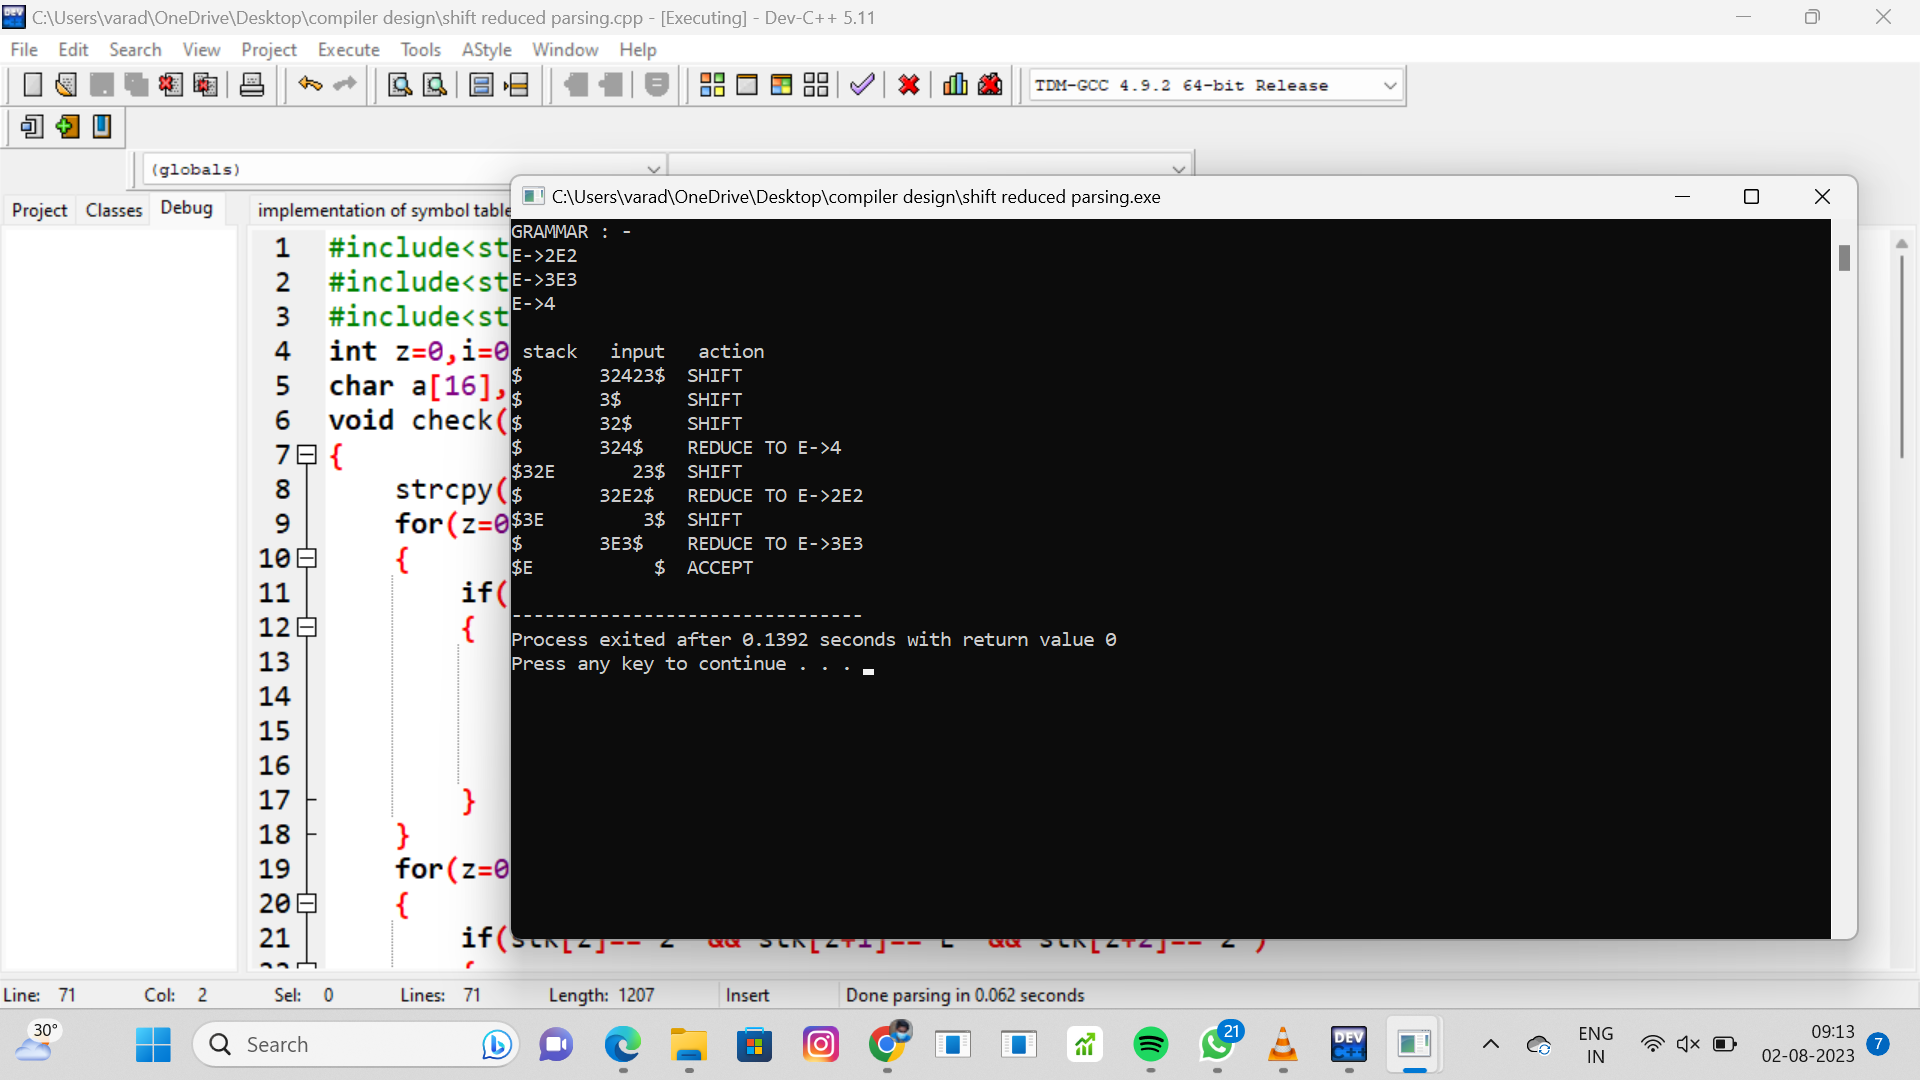 C:\Users\varad\OneDrive\Desktop\compiler design\shift reduced parsing.cpp - [Executing] - Dev-C++ 5.11
File Edit Search View Project Execute Tools AStyle Window Help
TDM-GCC 4.9.2 64-bit Release
(globals)
Project Classes Debug
implementation of symbol table
1 #include<st
2 #include<st
3 #include<st
4 int z=0,i=0
5 char a[16],
6 void check(
7 {
8 strcpy(
9 for(z=0
10 {
11 if(
12 {
13
14
15
16
17 }
18 }
19 for(z=0
20 {
21 if(
C:\Users\varad\OneDrive\Desktop\compiler design\shift reduced parsing.exe
GRAMMAR : -
E->2E2
E->3E3
E->4
stack input action
$ 32423$ SHIFT
$ 3$ SHIFT
$ 32$ SHIFT
$ 324$ REDUCE TO E->4
$32E 23$ SHIFT
$ 32E2$ REDUCE TO E->2E2
$3E 3$ SHIFT
$ 3E3$ REDUCE TO E->3E3
$E $ ACCEPT
--------------------------------
Process exited after 0.1392 seconds with return value 0
Press any key to continue . . .
Line: 71 Col: 2 Sel: 0 Lines: 71 Length: 1207 Insert Done parsing in 0.062 seconds
30°
Search
21
DEV
C++
ENG
IN
09:13
02-08-2023
7